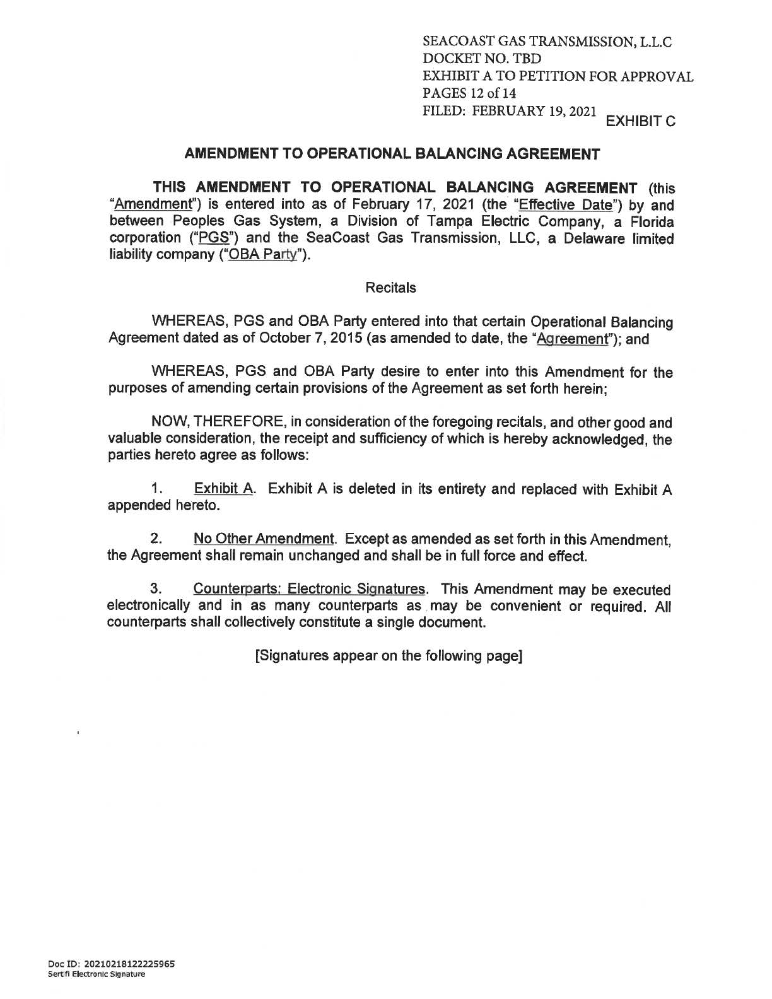 SEACOAST GAS TRANSMISSION, L.L.C
DOCKET NO. TBD
EXHIBIT A TO PETITION FOR APPROVAL
PAGES 12 of 14
FILED: FEBRUARY 19, 2021
EXHIBIT C
AMENDMENT TO OPERATIONAL BALANCING AGREEMENT
THIS AMENDMENT TO OPERATIONAL BALANCING AGREEMENT (this
“Amendment”) is entered into as of February 17, 2021 (the “Effective Date”) by and
between Peoples Gas System, a Division of Tampa Electric Company, a Florida
corporation (“PGS”) and the SeaCoast Gas Transmission, LLC, a Delaware limited
liability company (“OBA Party”).
Recitals
WHEREAS, PGS and OBA Party entered into that certain Operational Balancing
Agreement dated as of October 7, 2015 (as amended to date, the “Agreement”); and
WHEREAS, PGS and OBA Party desire to enter into this Amendment for the
purposes of amending certain provisions of the Agreement as set forth herein;
NOW, THEREFORE, in consideration of the foregoing recitals, and other good and
valuable consideration, the receipt and sufficiency of which is hereby acknowledged, the
parties hereto agree as follows:
1. Exhibit A. Exhibit A is deleted in its entirety and replaced with Exhibit A
appended hereto.
2. No Other Amendment. Except as amended as set forth in this Amendment,
the Agreement shall remain unchanged and shall be in full force and effect.
3. Counterparts; Electronic Signatures. This Amendment may be executed
electronically and in as many counterparts as may be convenient or required. All
counterparts shall collectively constitute a single document.
[Signatures appear on the following page]
Doc ID: 20210218122225965
Sertifi Electronic Signature